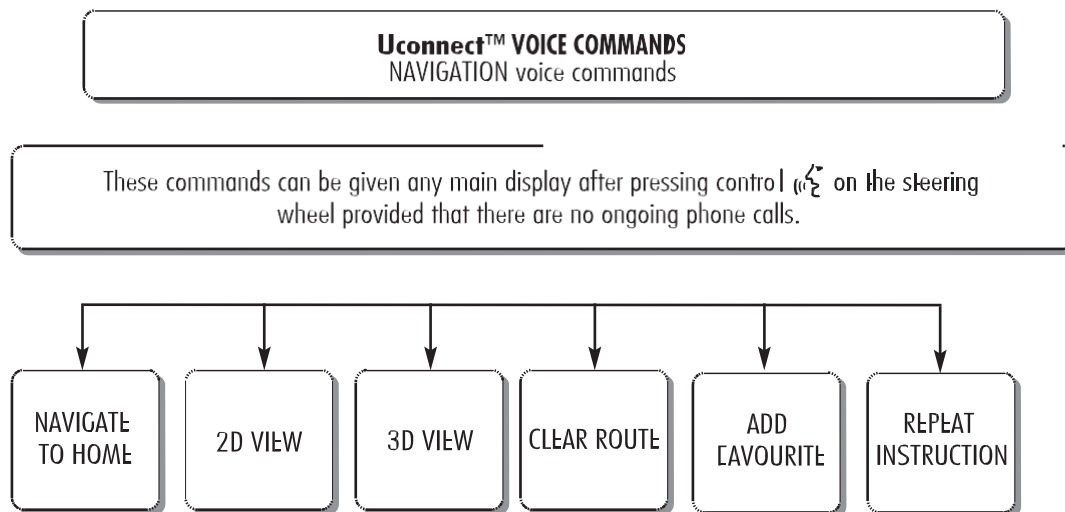 Uconnect™ VOICE COMMANDS
NAVIGATION voice commands
These commands can be given any main display after pressing control on the steering
wheel provided that there are no ongoing phone calls.
NAVIGATE
TO HOME
2D VIEW
3D VIEW
CLEAR ROUTE
ADD
FAVOURITE
REPEAT
INSTRUCTION